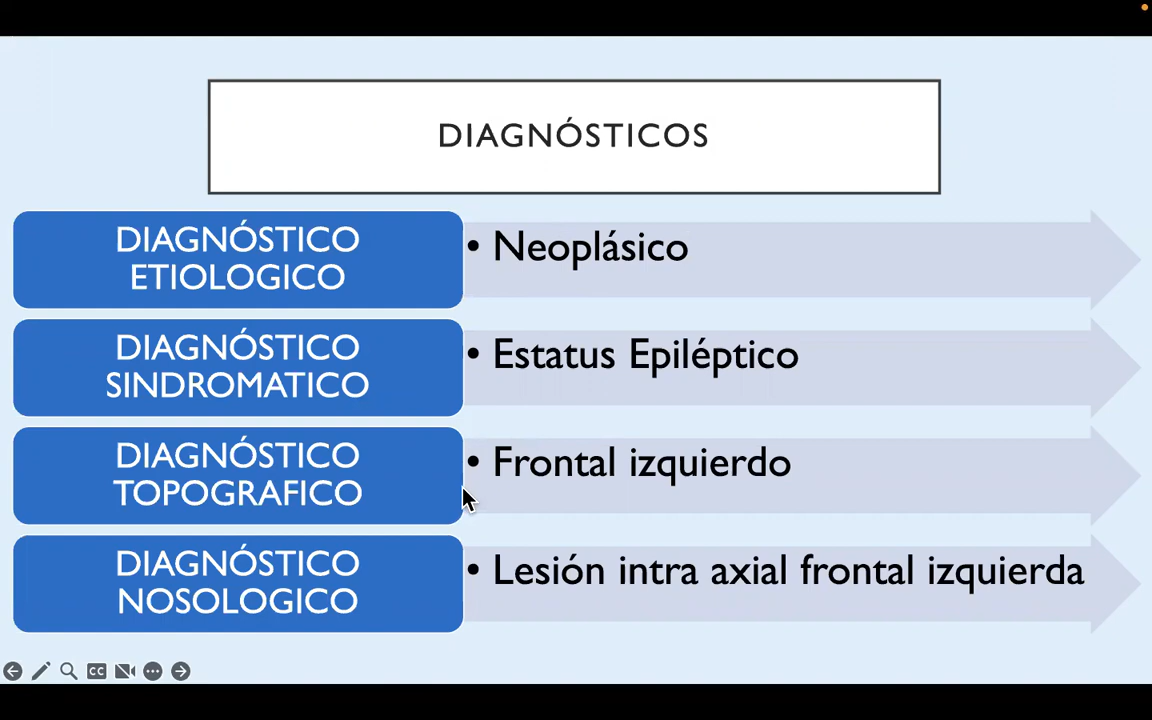 DIAGNÓSTICOS
DIAGNÓSTICO
ETIOLOGICO
• Neoplásico
DIAGNÓSTICO
SINDROMATICO
• Estatus Epiléptico
DIAGNÓSTICO
TOPOGRAFICO
• Frontal izquierdo
DIAGNÓSTICO
NOSOLOGICO
• Lesión intra axial frontal izquierda
CC